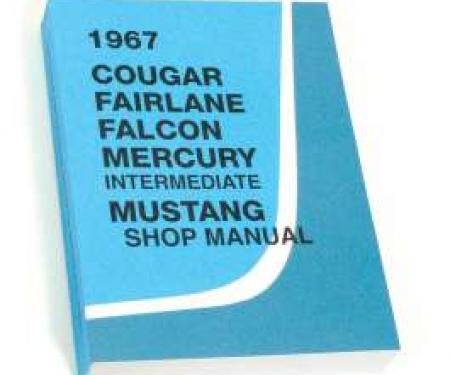 1967
COUGAR
FAIRLANE
FALCON
MERCURY
INTERMEDIATE
MUSTANG
SHOP MANUAL